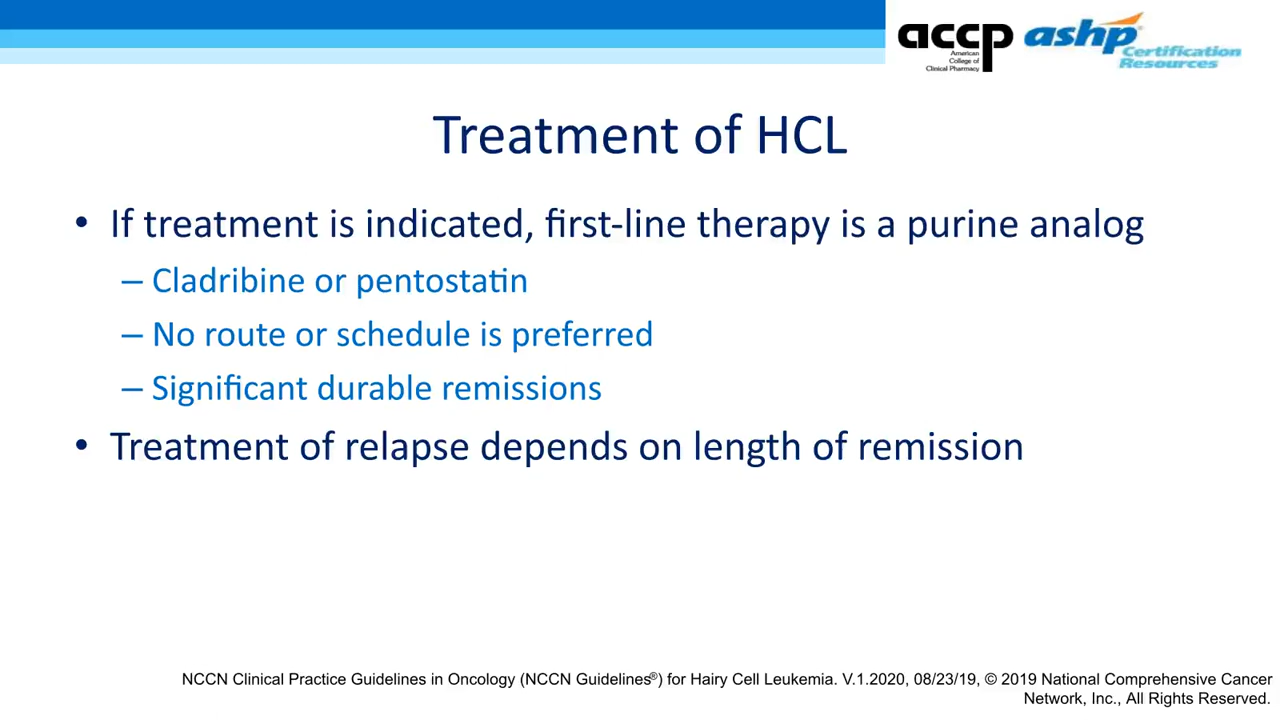 accp
American
College of
Clinical Pharmacy
ashp
Certification
Resources
Treatment of HCL
• If treatment is indicated, first-line therapy is a purine analog
– Cladribine or pentostatin
– No route or schedule is preferred
– Significant durable remissions
• Treatment of relapse depends on length of remission
NCCN Clinical Practice Guidelines in Oncology (NCCN Guidelines®) for Hairy Cell Leukemia. V.1.2020, 08/23/19, © 2019 National Comprehensive Cancer
Network, Inc., All Rights Reserved.